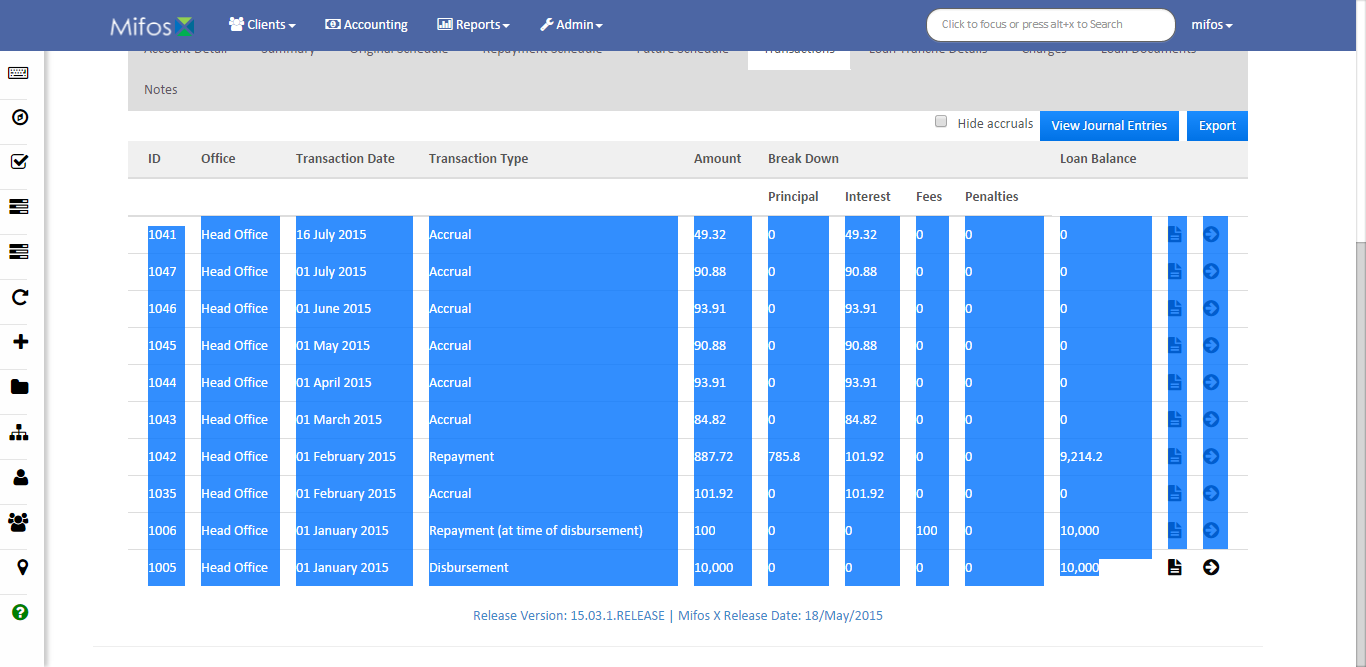 Mifos Clients Accounting Reports Admin Click to focus or press alt+x to Search mifos
Account Detail Summary Original Schedule Repayment Schedule Future Schedule Transactions Loan Tranche Details Charges Loan Documents
Notes
Hide accruals View Journal Entries Export
ID Office Transaction Date Transaction Type Amount Break Down Loan Balance
Principal Interest Fees Penalties
1041 Head Office 16 July 2015 Accrual 49.32 0 49.32 0 0 0
1047 Head Office 01 July 2015 Accrual 90.88 0 90.88 0 0 0
1046 Head Office 01 June 2015 Accrual 93.91 0 93.91 0 0 0
1045 Head Office 01 May 2015 Accrual 90.88 0 90.88 0 0 0
1044 Head Office 01 April 2015 Accrual 93.91 0 93.91 0 0 0
1043 Head Office 01 March 2015 Accrual 84.82 0 84.82 0 0 0
1042 Head Office 01 February 2015 Repayment 887.72 785.8 101.92 0 0 9,214.2
1035 Head Office 01 February 2015 Accrual 101.92 0 101.92 0 0 0
1006 Head Office 01 January 2015 Repayment (at time of disbursement) 100 0 0 100 0 10,000
1005 Head Office 01 January 2015 Disbursement 10,000 0 0 0 0 10,000
Release Version: 15.03.1.RELEASE | Mifos X Release Date: 18/May/2015